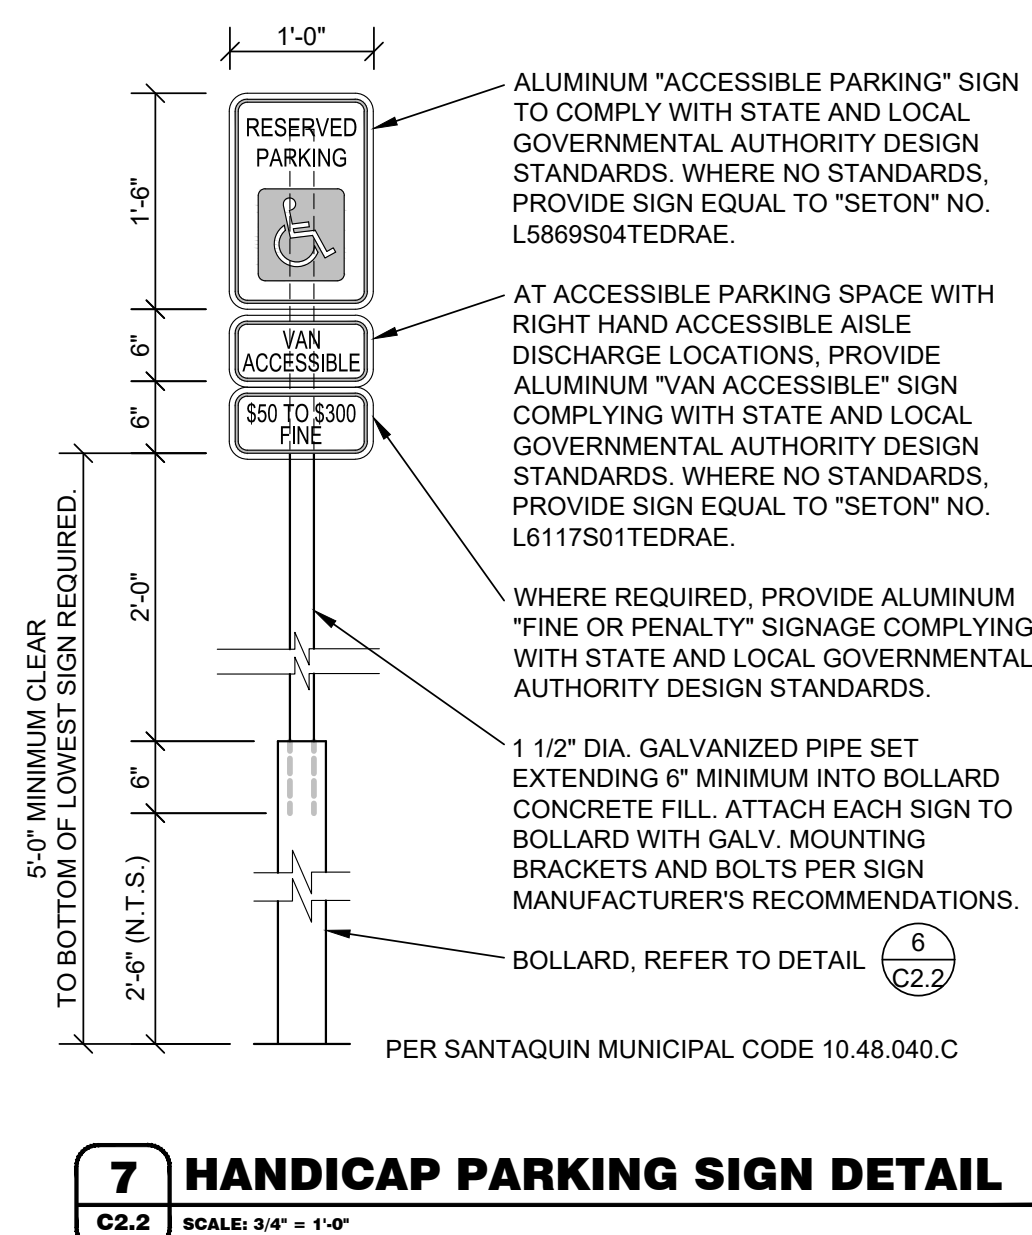 1'-0"
RESERVED
PARKING
VAN
ACCESSIBLE
$50 TO $300
FINE
1'-6"
6"
6"
2'-0"
6"
2'-6" (N.T.S.)
5'-0" MINIMUM CLEAR
TO BOTTOM OF LOWEST SIGN REQUIRED.
ALUMINUM "ACCESSIBLE PARKING" SIGN
TO COMPLY WITH STATE AND LOCAL
GOVERNMENTAL AUTHORITY DESIGN
STANDARDS. WHERE NO STANDARDS,
PROVIDE SIGN EQUAL TO "SETON" NO.
L5869S04TEDRAE.
AT ACCESSIBLE PARKING SPACE WITH
RIGHT HAND ACCESSIBLE AISLE
DISCHARGE LOCATIONS, PROVIDE
ALUMINUM "VAN ACCESSIBLE" SIGN
COMPLYING WITH STATE AND LOCAL
GOVERNMENTAL AUTHORITY DESIGN
STANDARDS. WHERE NO STANDARDS,
PROVIDE SIGN EQUAL TO "SETON" NO.
L6117S01TEDRAE.
WHERE REQUIRED, PROVIDE ALUMINUM
"FINE OR PENALTY" SIGNAGE COMPLYING
WITH STATE AND LOCAL GOVERNMENTAL
AUTHORITY DESIGN STANDARDS.
1 1/2" DIA. GALVANIZED PIPE SET
EXTENDING 6" MINIMUM INTO BOLLARD
CONCRETE FILL. ATTACH EACH SIGN TO
BOLLARD WITH GALV. MOUNTING
BRACKETS AND BOLTS PER SIGN
MANUFACTURER'S RECOMMENDATIONS.
BOLLARD, REFER TO DETAIL
6
C2.2
PER SANTAQUIN MUNICIPAL CODE 10.48.040.C
7
HANDICAP PARKING SIGN DETAIL
C2.2
SCALE: 3/4" = 1'-0"